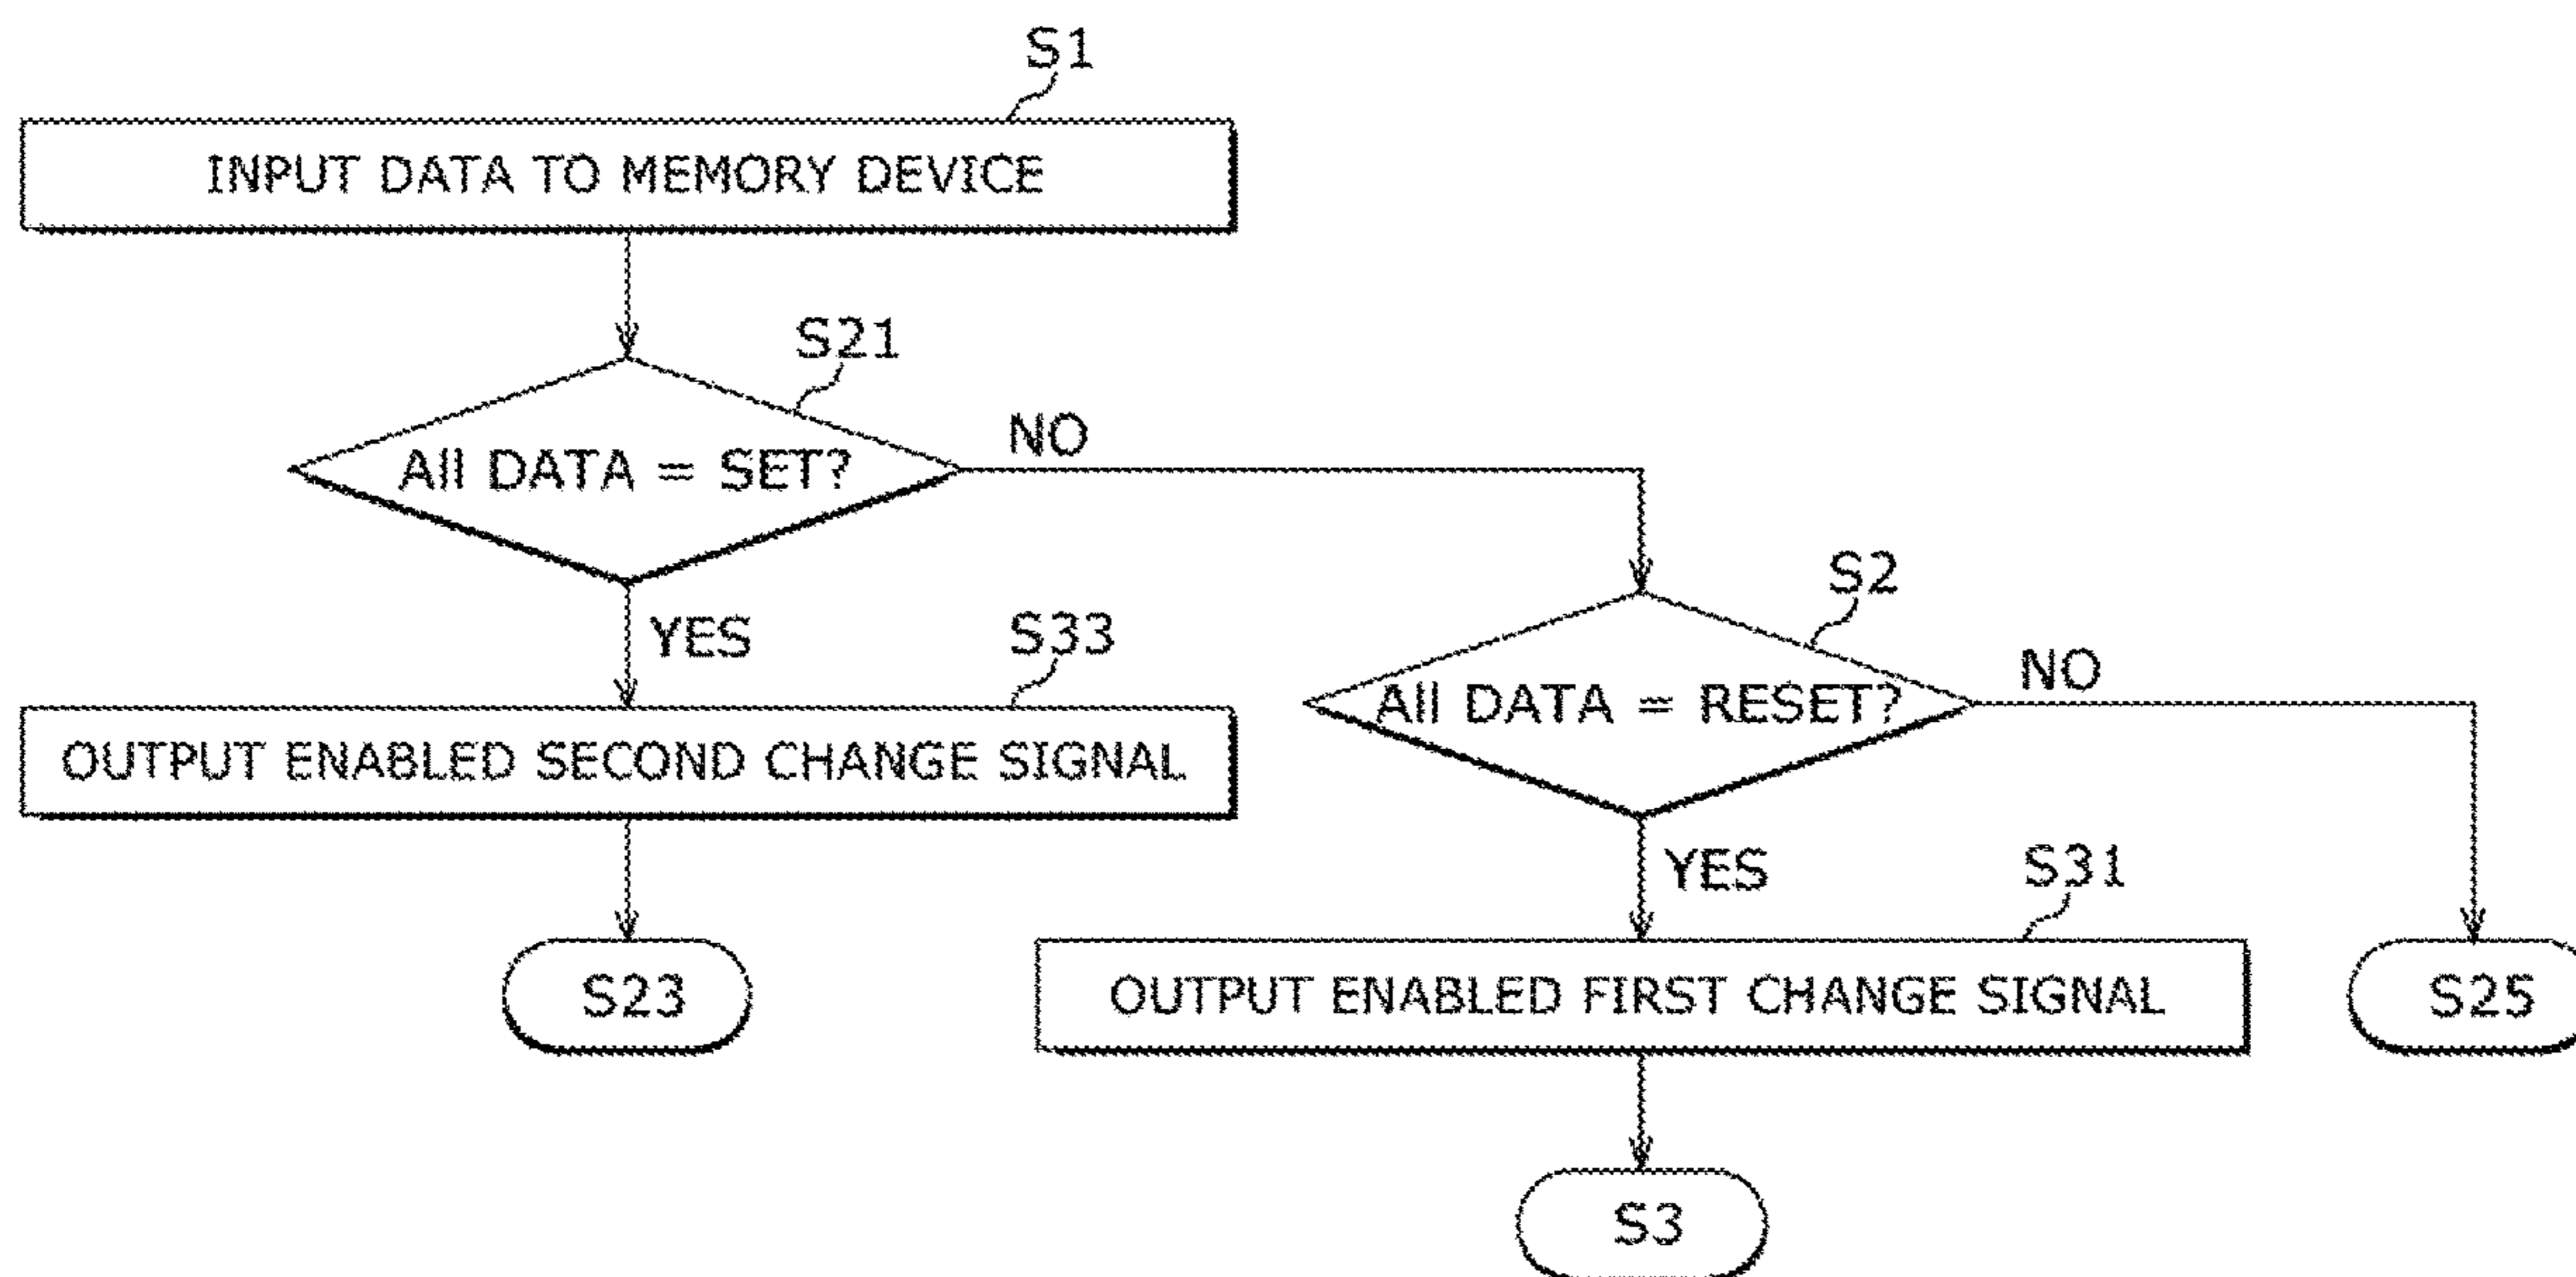 S1
INPUT DATA TO MEMORY DEVICE
S21
All DATA = SET?
NO
YES
S2
All DATA = RESET?
NO
S33
OUTPUT ENABLED SECOND CHANGE SIGNAL
YES
S31
OUTPUT ENABLED FIRST CHANGE SIGNAL
S23
S25
S3